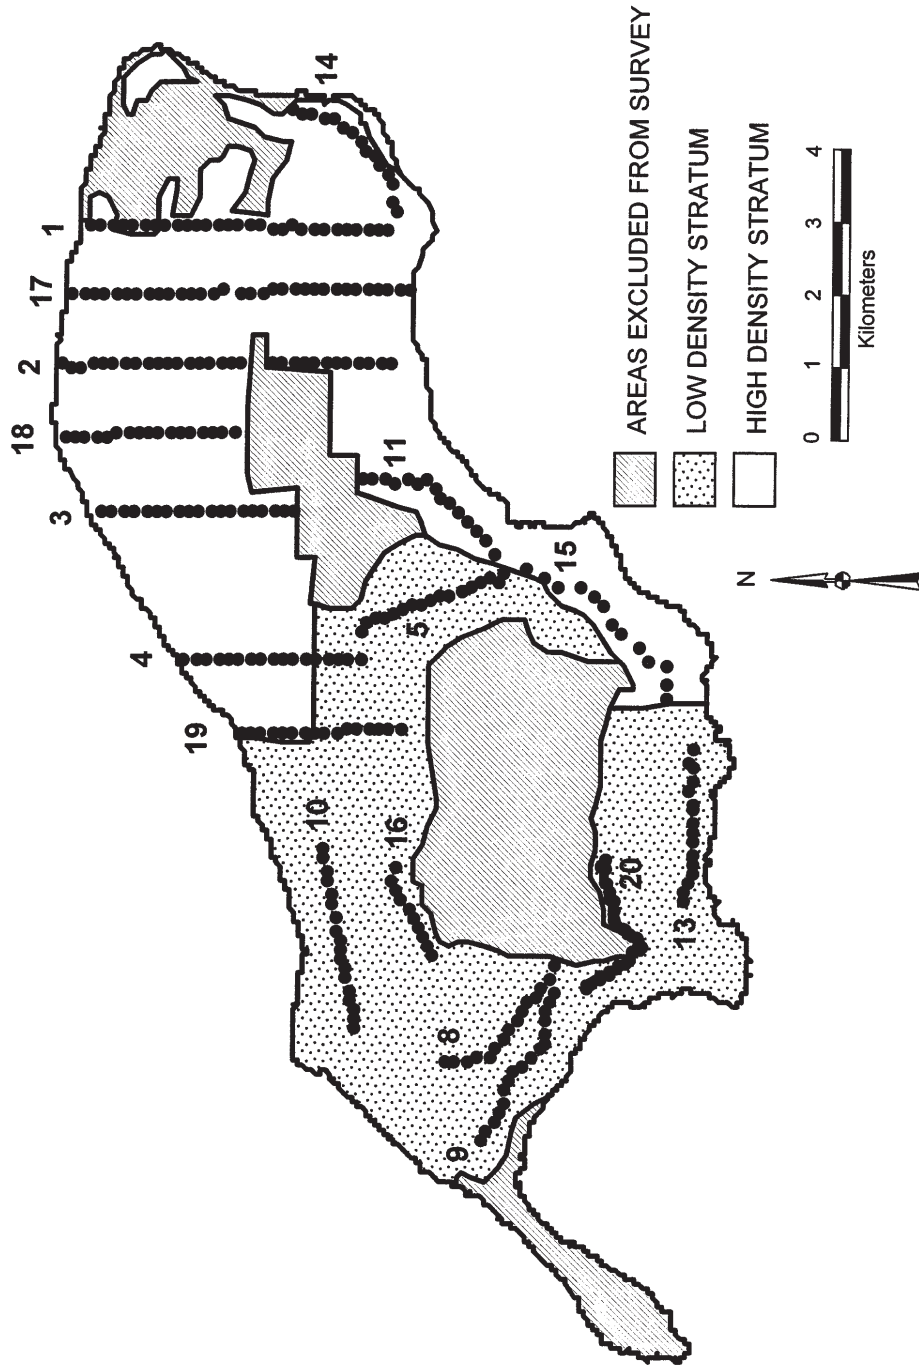 14
1
17
2
18
3
11
15
4
5
19
10
16
20
13
8
9
AREAS EXCLUDED FROM SURVEY
LOW DENSITY STRATUM
HIGH DENSITY STRATUM
0 1 2 3 4
Kilometers
N